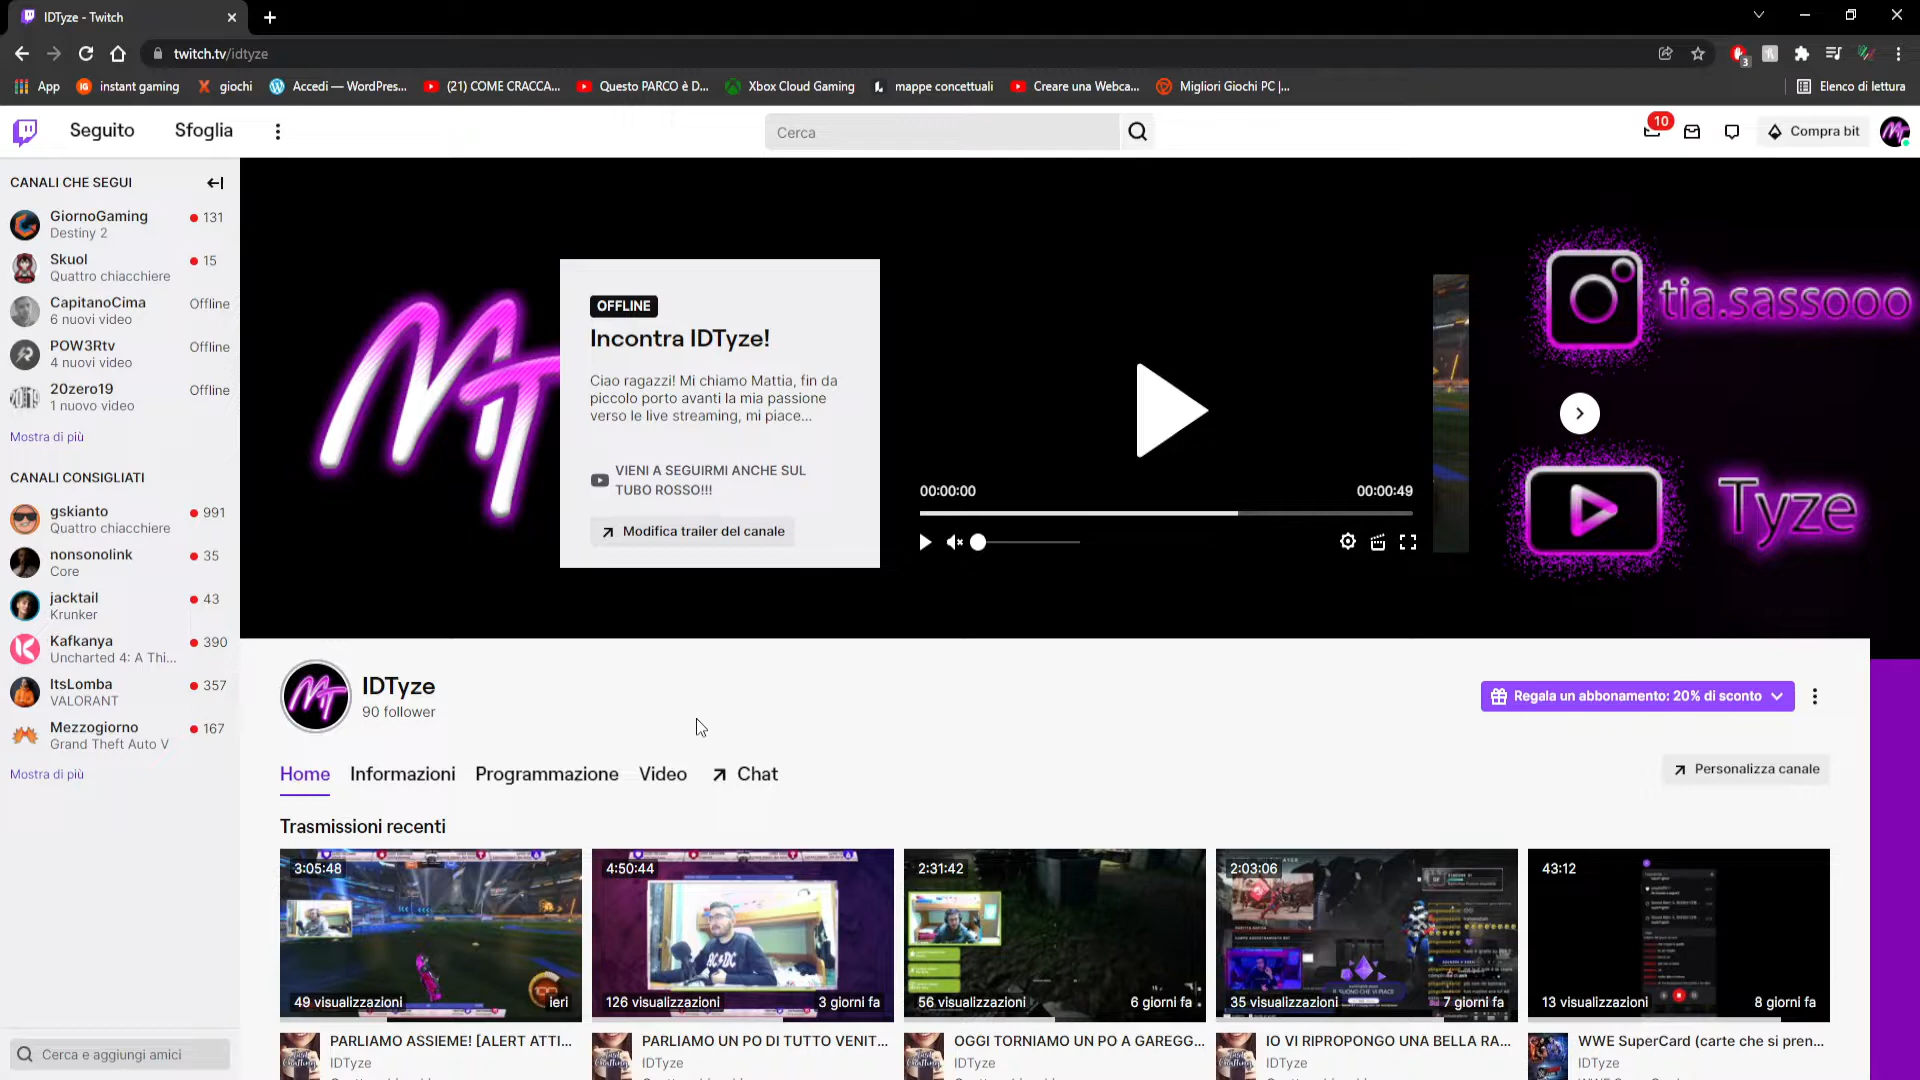 IDTyze - Twitch
twitch.tv/idtyze
3
App
instant gaming
giochi
Accedi — WordPres...
(21) COME CRACCA...
Questo PARCO è D...
Xbox Cloud Gaming
mappe concettuali
Creare una Webca...
Migliori Giochi PC |...
Elenco di lettura
Seguito
Sfoglia
Cerca
10
Compra bit
CANALI CHE SEGUI
GiornoGaming
131
Destiny 2
Skuol
15
Quattro chiacchiere
CapitanoCima
Offline
6 nuovi video
POW3Rtv
Offline
4 nuovi video
20zero19
Offline
1 nuovo video
Mostra di più
CANALI CONSIGLIATI
gskianto
991
Quattro chiacchiere
nonsonolink
35
Core
jacktail
43
Krunker
Kafkanya
390
Uncharted 4: A Thi...
ItsLomba
357
VALORANT
Mezzogiorno
167
Grand Theft Auto V
Mostra di più
Cerca e aggiungi amici
MT
OFFLINE
Incontra IDTyze!
Ciao ragazzi! Mi chiamo Mattia, fin da
piccolo porto avanti la mia passione
verso le live streaming, mi piace...
VIENI A SEGUIRMI ANCHE SUL
TUBO ROSSO!!!
Modifica trailer del canale
00:00:00
00:00:49
tia.sassooo
Tyze
IDTyze
90 follower
Regala un abbonamento: 20% di sconto
Home
Informazioni
Programmazione
Video
Chat
Personalizza canale
Trasmissioni recenti
3:05:48
49 visualizzazioni
ieri
PARLIAMO ASSIEME! [ALERT ATTI...
IDTyze
4:50:44
126 visualizzazioni
3 giorni fa
PARLIAMO UN PO DI TUTTO VENIT...
IDTyze
2:31:42
56 visualizzazioni
6 giorni fa
OGGI TORNIAMO UN PO A GAREGG...
IDTyze
2:03:06
35 visualizzazioni
7 giorni fa
IO VI RIPROPONGO UNA BELLA RA...
IDTyze
43:12
13 visualizzazioni
8 giorni fa
WWE SuperCard (carte che si pren...
IDTyze